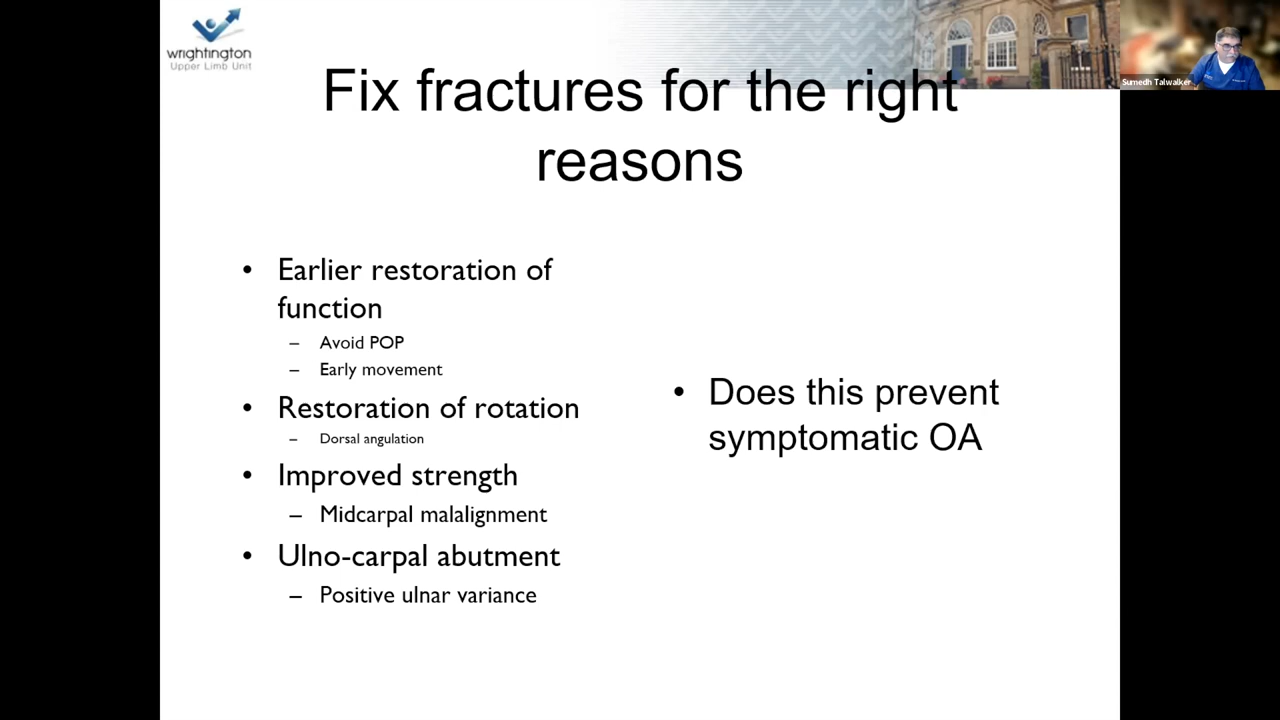 wrightington
Upper Limb Unit
Sumedh Talwalker
Fix fractures for the right
reasons
• Earlier restoration of
function
– Avoid POP
– Early movement
• Restoration of rotation
– Dorsal angulation
• Improved strength
– Midcarpal malalignment
• Ulno-carpal abutment
– Positive ulnar variance
• Does this prevent
symptomatic OA